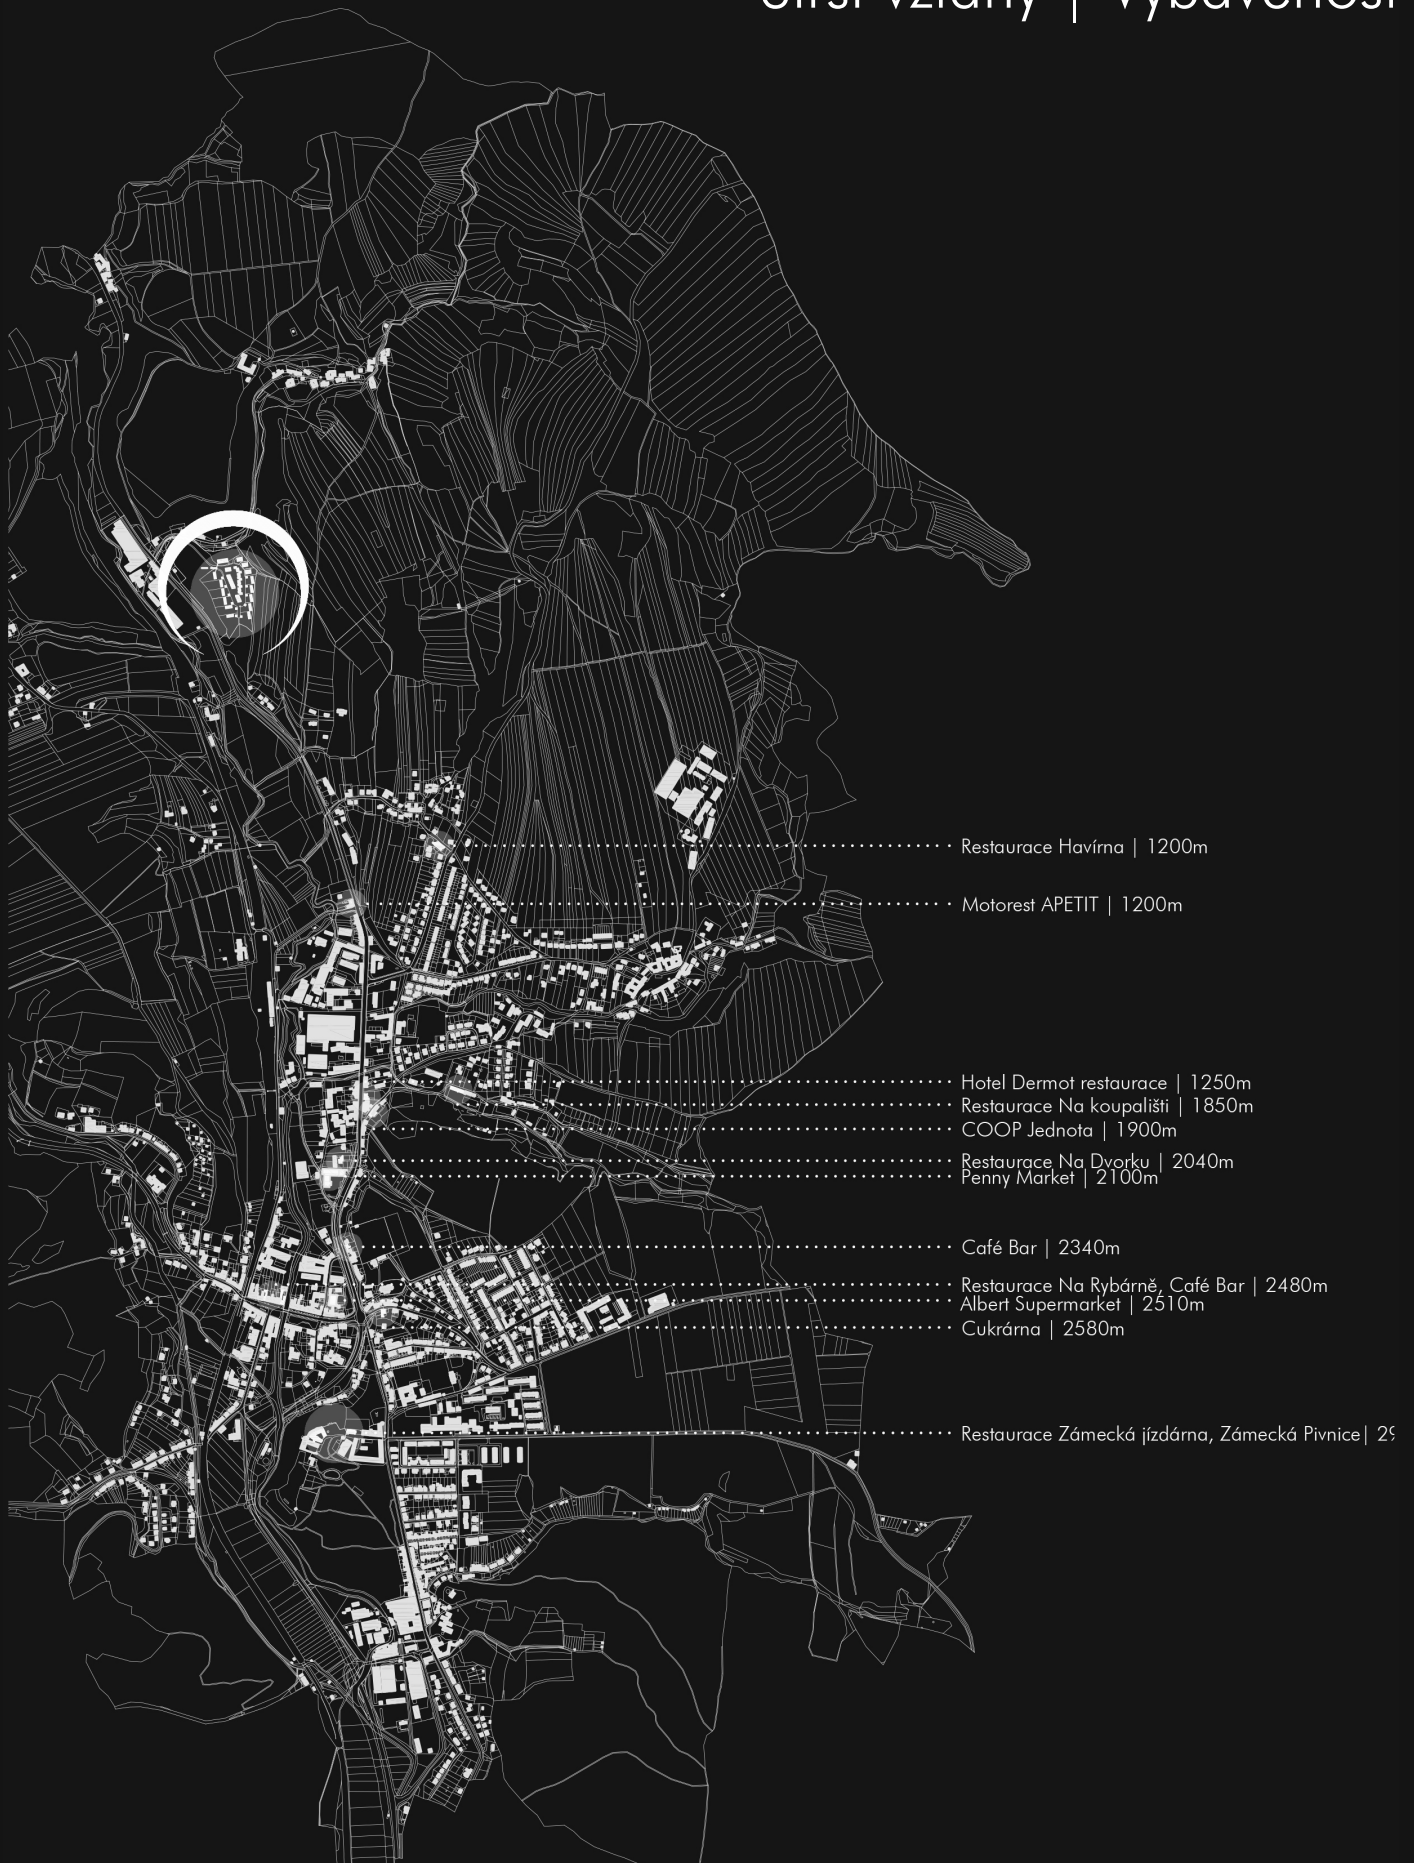 Restaurace Havírna | 1200m
Motorest APETIT | 1200m
Hotel Dermot restaurace | 1250m
Restaurace Na koupališti | 1850m
COOP Jednota | 1900m
Restaurace Na Dvorku | 2040m
Penny Market | 2100m
Café Bar | 2340m
Restaurace Na Rybárně, Café Bar | 2480m
Albert Supermarket | 2510m
Cukrárna | 2580m
Restaurace Zámecká jízdárna, Zámecká Pivnice|